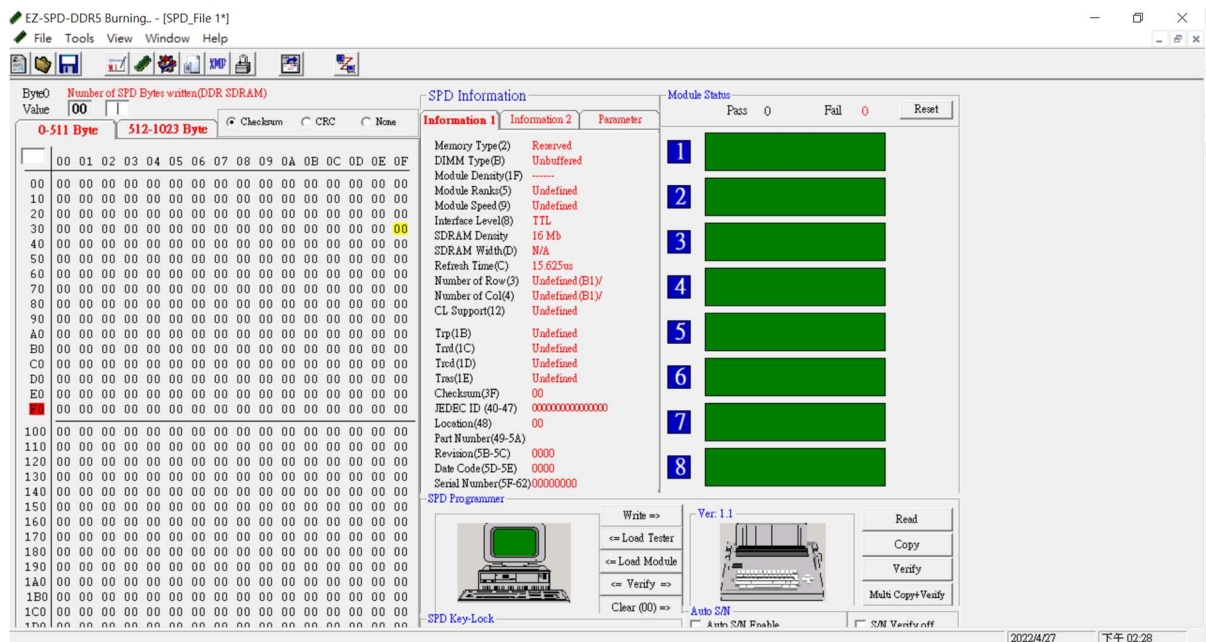 EZ-SPD-DDR5 Burning.. - [SPD_File 1*]
File Tools View Window Help
Byte0 Number of SPD Bytes written(DDR SDRAM)
Value 00
0-511 Byte 512-1023 Byte Checksum CRC None
00 01 02 03 04 05 06 07 08 09 0A 0B 0C 0D 0E 0F
00 00 00 00 00 00 00 00 00 00 00 00 00 00 00 00 00
10 00 00 00 00 00 00 00 00 00 00 00 00 00 00 00 00
20 00 00 00 00 00 00 00 00 00 00 00 00 00 00 00 00
30 00 00 00 00 00 00 00 00 00 00 00 00 00 00 00 00
40 00 00 00 00 00 00 00 00 00 00 00 00 00 00 00 00
50 00 00 00 00 00 00 00 00 00 00 00 00 00 00 00 00
60 00 00 00 00 00 00 00 00 00 00 00 00 00 00 00 00
70 00 00 00 00 00 00 00 00 00 00 00 00 00 00 00 00
80 00 00 00 00 00 00 00 00 00 00 00 00 00 00 00 00
90 00 00 00 00 00 00 00 00 00 00 00 00 00 00 00 00
A0 00 00 00 00 00 00 00 00 00 00 00 00 00 00 00 00
B0 00 00 00 00 00 00 00 00 00 00 00 00 00 00 00 00
C0 00 00 00 00 00 00 00 00 00 00 00 00 00 00 00 00
D0 00 00 00 00 00 00 00 00 00 00 00 00 00 00 00 00
E0 00 00 00 00 00 00 00 00 00 00 00 00 00 00 00 00
F0 00 00 00 00 00 00 00 00 00 00 00 00 00 00 00 00
100 00 00 00 00 00 00 00 00 00 00 00 00 00 00 00 00
110 00 00 00 00 00 00 00 00 00 00 00 00 00 00 00 00
120 00 00 00 00 00 00 00 00 00 00 00 00 00 00 00 00
130 00 00 00 00 00 00 00 00 00 00 00 00 00 00 00 00
140 00 00 00 00 00 00 00 00 00 00 00 00 00 00 00 00
150 00 00 00 00 00 00 00 00 00 00 00 00 00 00 00 00
160 00 00 00 00 00 00 00 00 00 00 00 00 00 00 00 00
170 00 00 00 00 00 00 00 00 00 00 00 00 00 00 00 00
180 00 00 00 00 00 00 00 00 00 00 00 00 00 00 00 00
190 00 00 00 00 00 00 00 00 00 00 00 00 00 00 00 00
1A0 00 00 00 00 00 00 00 00 00 00 00 00 00 00 00 00
1B0 00 00 00 00 00 00 00 00 00 00 00 00 00 00 00 00
1C0 00 00 00 00 00 00 00 00 00 00 00 00 00 00 00 00
1D0 00 00 00 00 00 00 00 00 00 00 00 00 00 00 00 00
SPD Information
Information 1 Information 2 Parameter
Memory Type(2) Reserved
DIMM Type(B) Unbuffered
Module Density(1F) ------
Module Ranks(5) Undefined
Module Speed(9) Undefined
Interface Level(8) TTL
SDRAM Density 16 Mb
SDRAM Width(D) N/A
Refresh Time(C) 15.625us
Number of Row(3) Undefined(B1)/
Number of Col(4) Undefined(B1)/
CL Support(12) Undefined
Trp(1B) Undefined
Trrd(1C) Undefined
Trcd(1D) Undefined
Tras(1E) Undefined
Checksum(3F) 00
JEDEC ID (40-47) 0000000000000000
Location(48) 00
Part Number(49-5A)
Revision(5B-5C) 0000
Date Code(5D-5E) 0000
Serial Number(5F-62) 00000000
Module Status
Pass 0 Fail 0 Reset
1
2
3
4
5
6
7
8
SPD Programmer
Write =>
<= Load Tester
<= Load Module
<= Verify =>
Clear (00) =>
Ver: 1.1
Read
Copy
Verify
Multi Copy+Verify
SPD Key-Lock
Auto S/N
Auto S/N Enable S/N Verify off
2022/4/27 下午 02:28